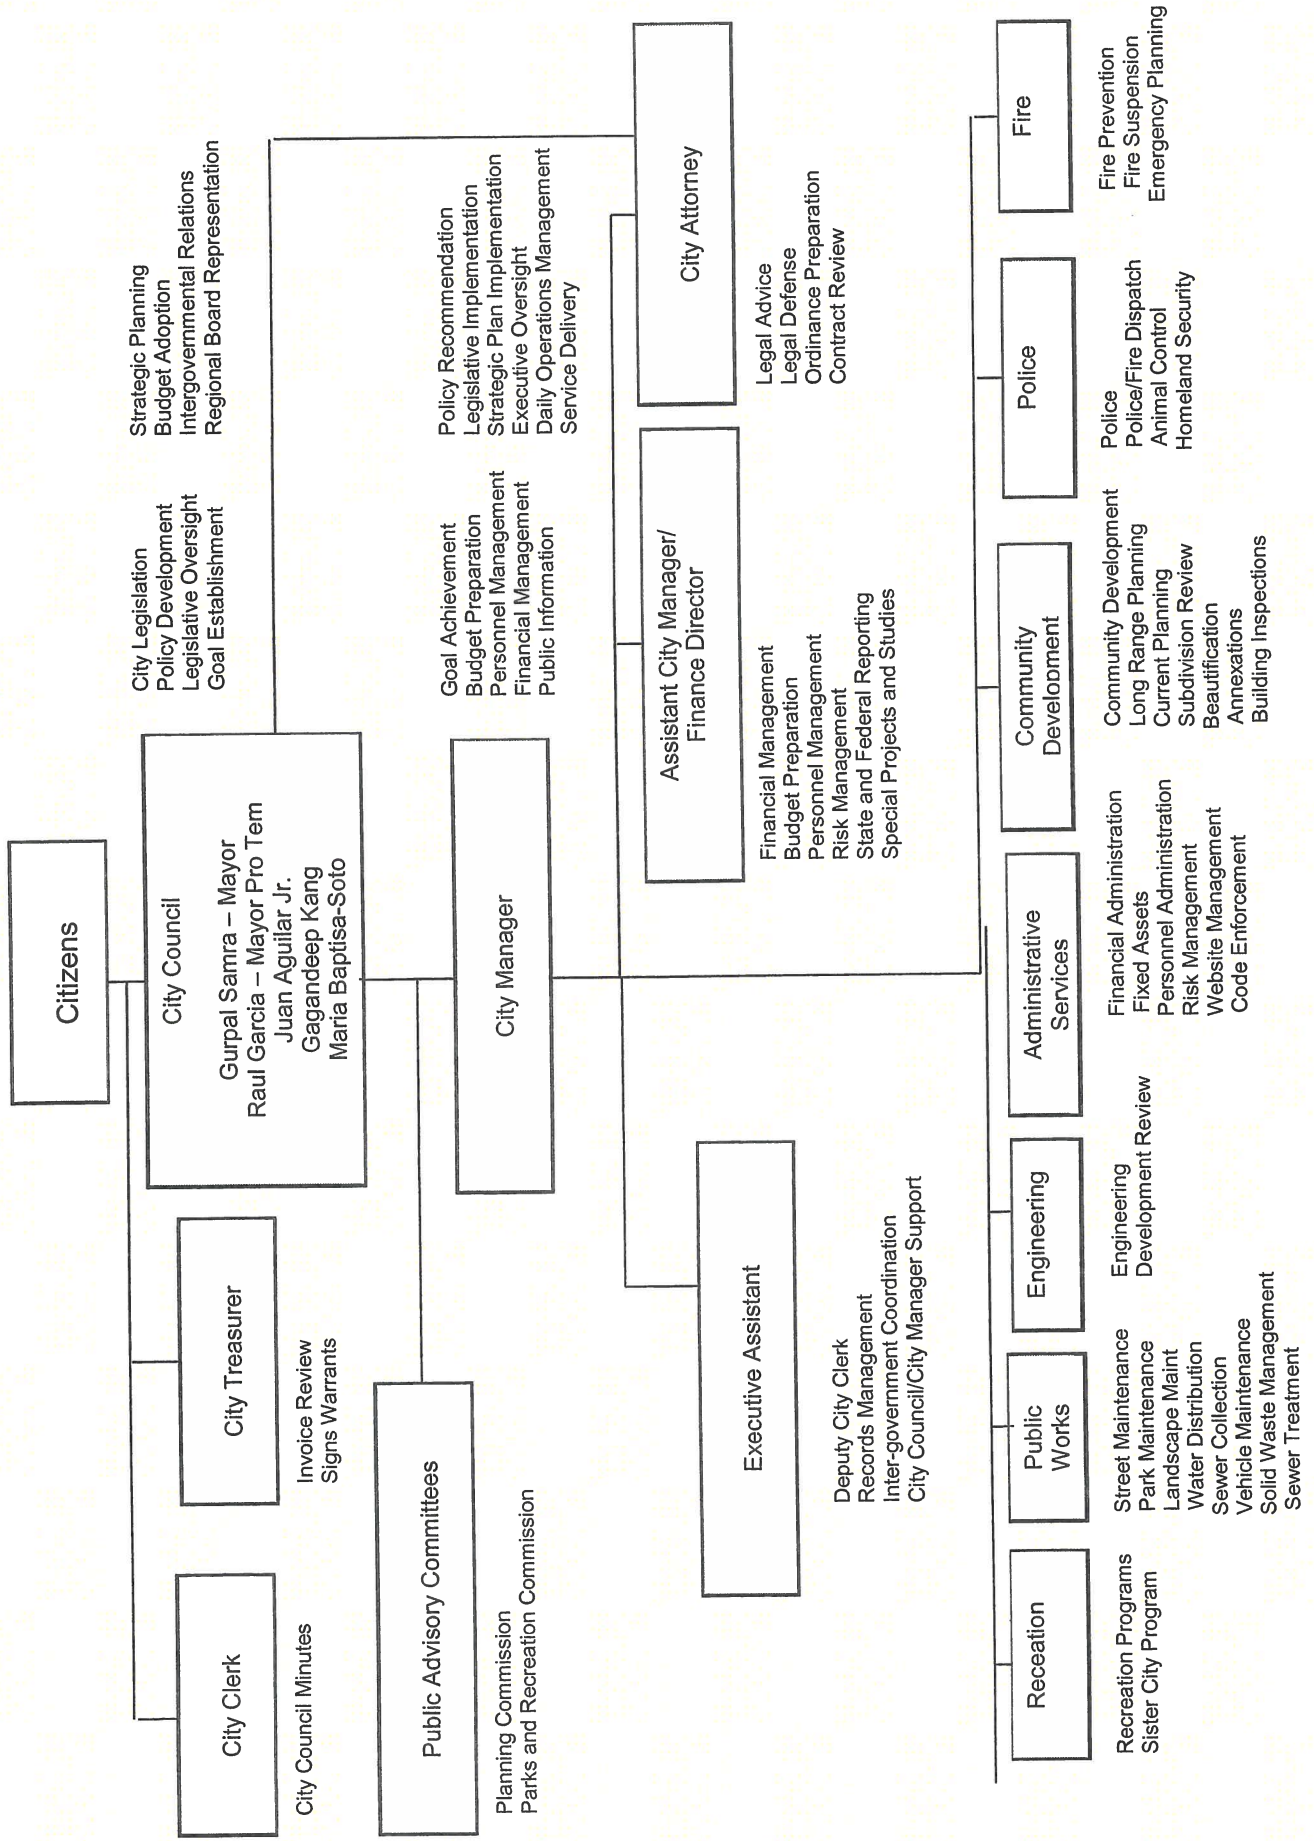 Citizens
City Council
Gurpal Samra – Mayor
Raul Garcia – Mayor Pro Tem
Juan Aguilar Jr.
Gagandeep Kang
Maria Baptisa-Soto
City Legislation
Policy Development
Legislative Oversight
Goal Establishment
Strategic Planning
Budget Adoption
Intergovernmental Relations
Regional Board Representation
City Clerk
City Council Minutes
City Treasurer
Invoice Review
Signs Warrants
Public Advisory Committees
Planning Commission
Parks and Recreation Commission
City Manager
Goal Achievement
Budget Preparation
Personnel Management
Financial Management
Public Information
Policy Recommendation
Legislative Implementation
Strategic Plan Implementation
Executive Oversight
Daily Operations Management
Service Delivery
Executive Assistant
Deputy City Clerk
Records Management
Inter-government Coordination
City Council/City Manager Support
Assistant City Manager/
Finance Director
Financial Management
Budget Preparation
Personnel Management
Risk Management
State and Federal Reporting
Special Projects and Studies
City Attorney
Legal Advice
Legal Defense
Ordinance Preparation
Contract Review
Receation
Recreation Programs
Sister City Program
Public
Works
Street Maintenance
Park Maintenance
Landscape Maint
Water Distribution
Sewer Collection
Vehicle Maintenance
Solid Waste Management
Sewer Treatment
Engineering
Engineering
Development Review
Administrative
Services
Financial Administration
Fixed Assets
Personnel Administration
Risk Management
Website Management
Code Enforcement
Community
Development
Community Development
Long Range Planning
Current Planning
Subdivision Review
Beautification
Annexations
Building Inspections
Police
Police
Police/Fire Dispatch
Animal Control
Homeland Security
Fire
Fire Prevention
Fire Suspension
Emergency Planning